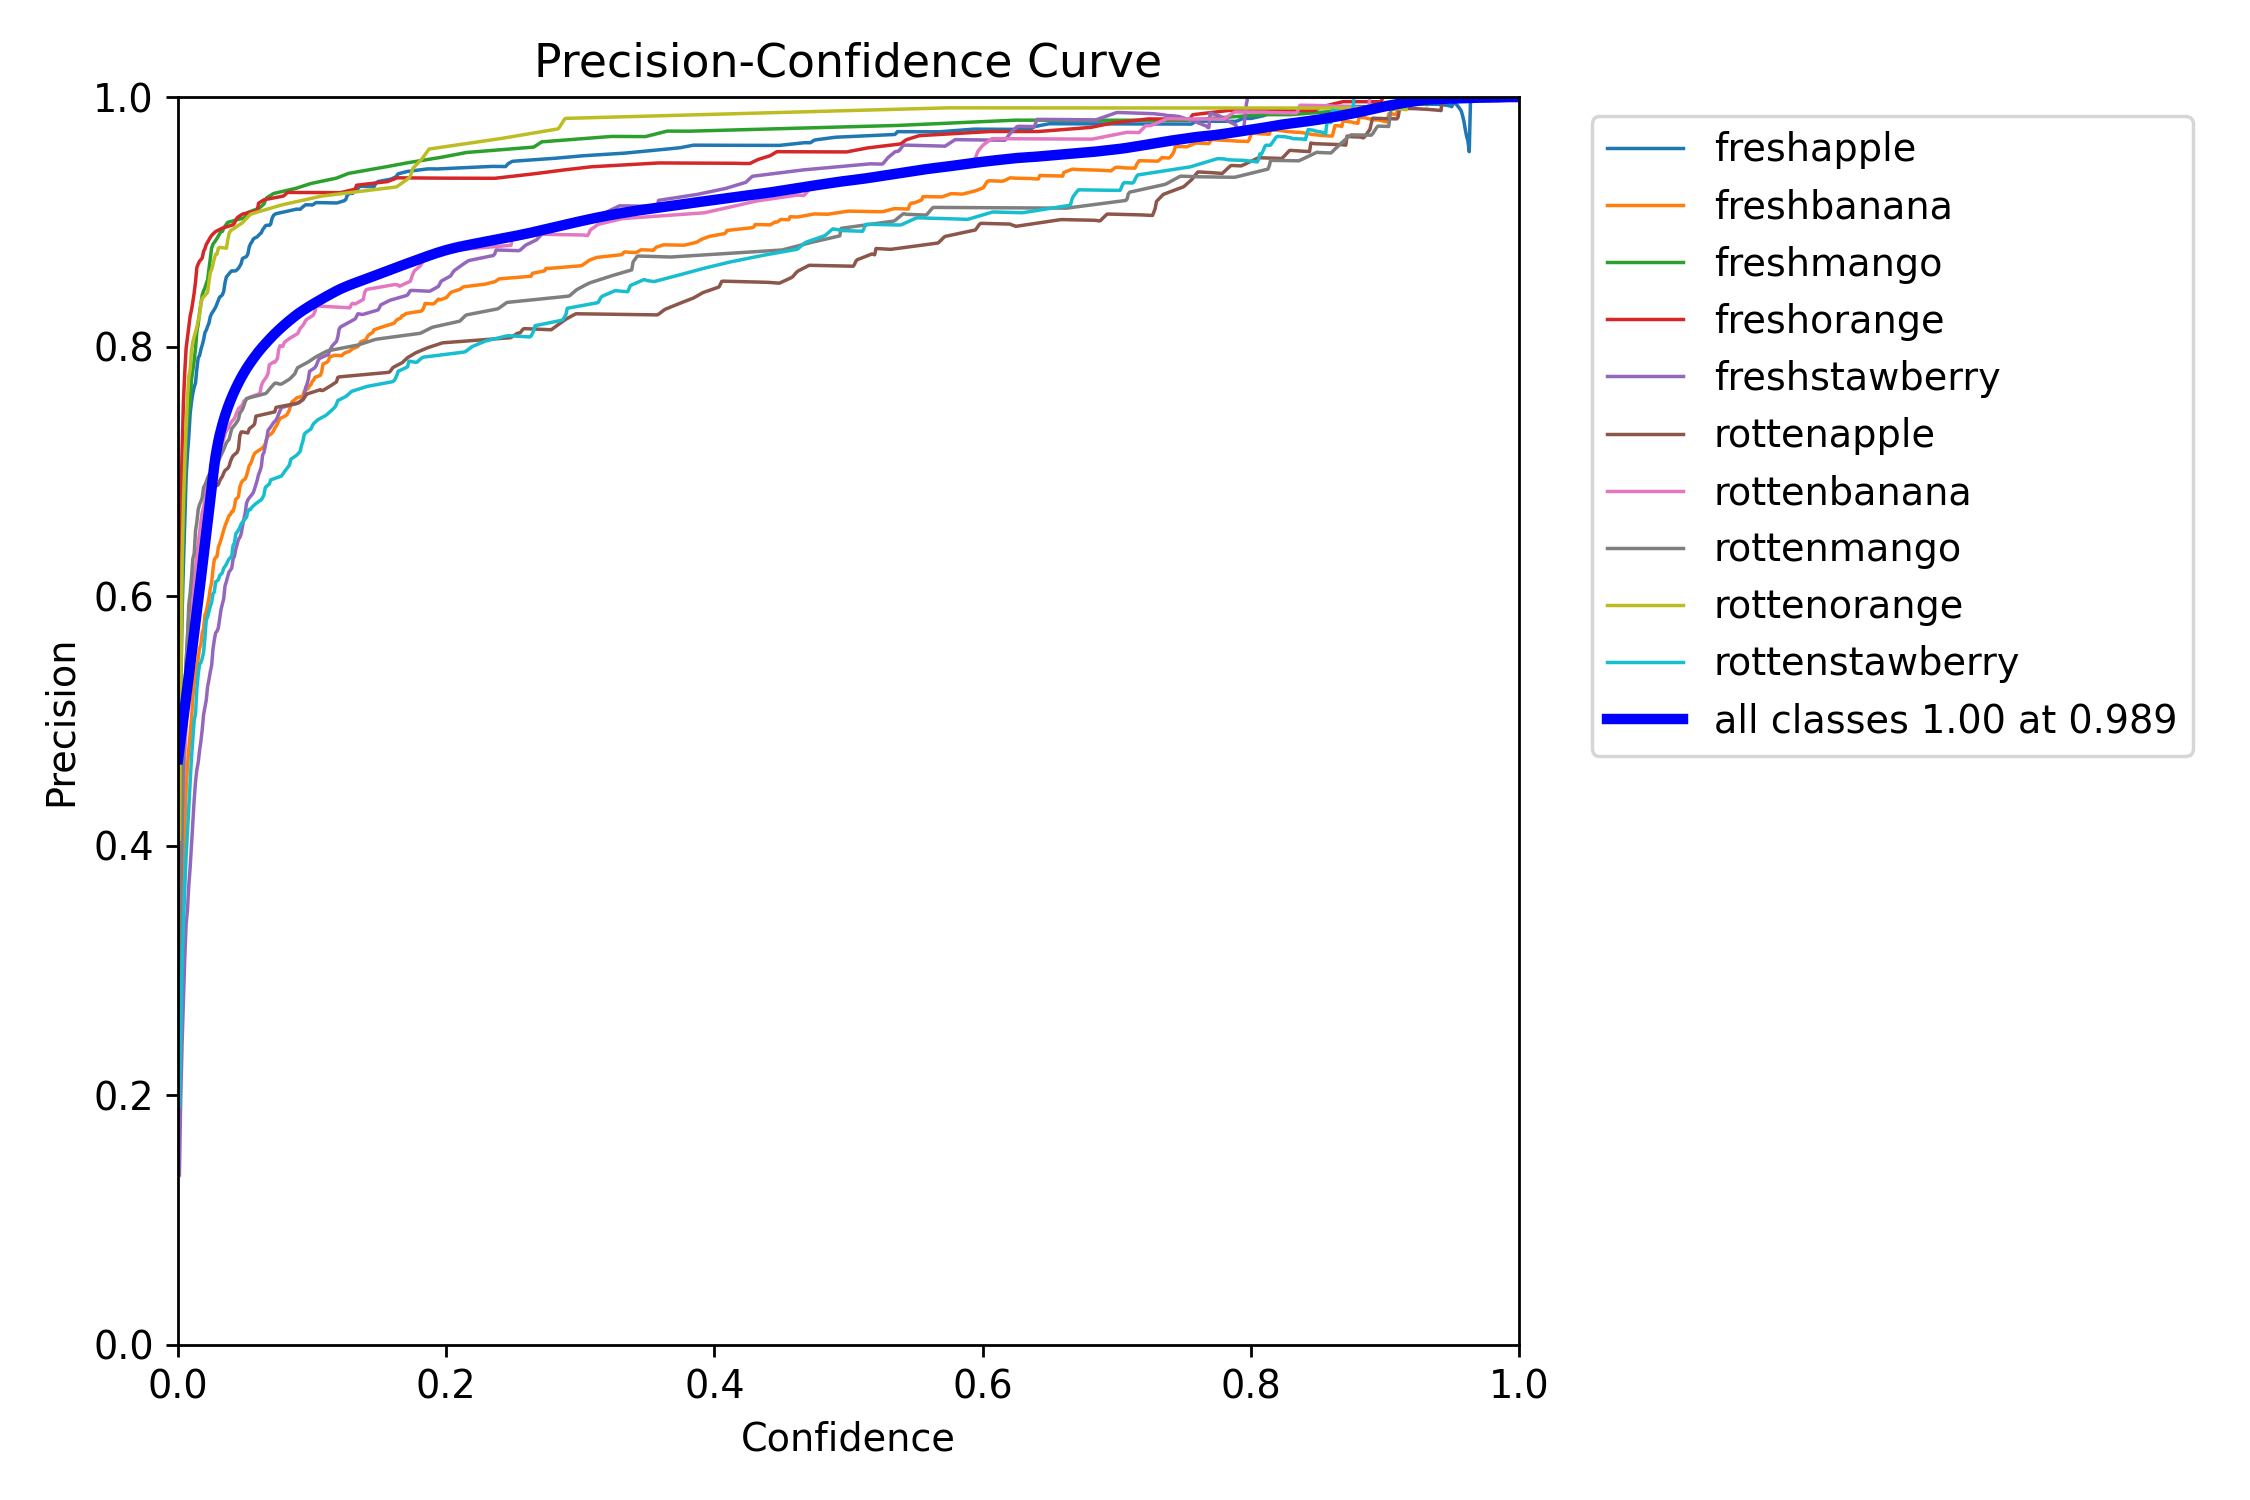 Precision-Confidence Curve
1.0
0.8
0.6
0.4
0.2
0.0
Precision
0.0 0.2 0.4 0.6 0.8 1.0
Confidence
freshapple
freshbanana
freshmango
freshorange
freshstawberry
rottenapple
rottenbanana
rottenmango
rottenorange
rottenstawberry
all classes 1.00 at 0.989